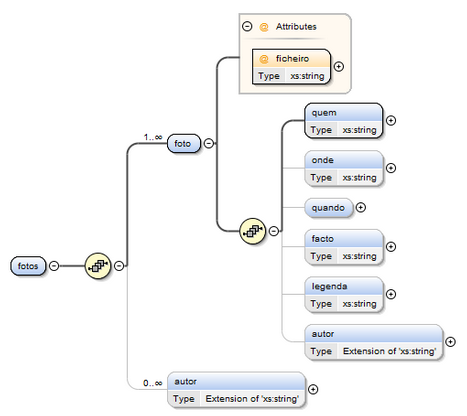 @ Attributes
@ ficheiro
Type xs:string
quem
Type xs:string
1..∞
foto
onde
Type xs:string
quando
facto
Type xs:string
fotos
legenda
Type xs:string
autor
Type Extension of 'xs:string'
0..∞
autor
Type Extension of 'xs:string'